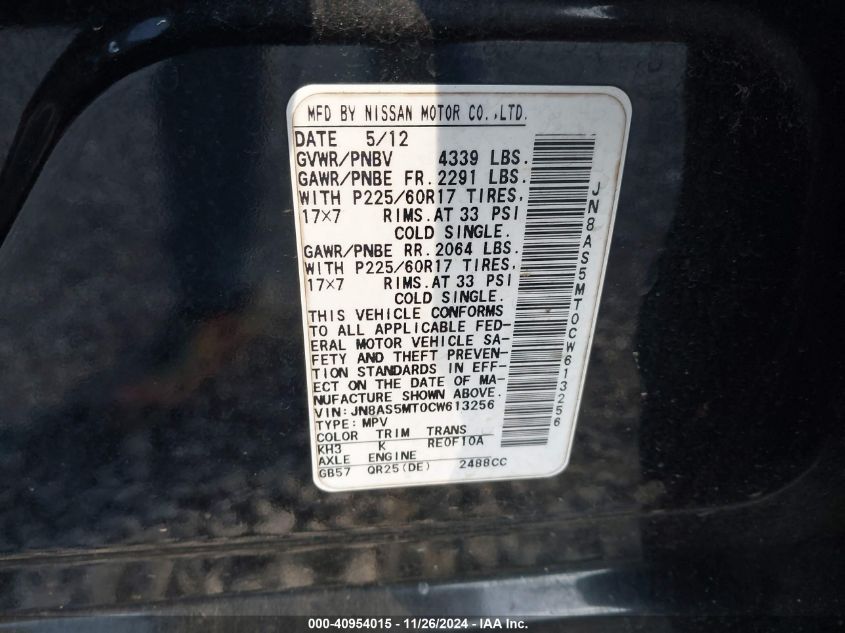 MFD BY NISSAN MOTOR CO.,LTD.
DATE 5/12
GVWR/PNBV 4339 LBS.
GAWR/PNBE FR. 2291 LBS.
WITH P225/60R17 TIRES,
17×7 RIMS.AT 33 PSI
COLD SINGLE.
GAWR/PNBE RR. 2064 LBS.
WITH P225/60R17 TIRES,
17×7 RIMS.AT 33 PSI
COLD SINGLE.
THIS VEHICLE CONFORMS
TO ALL APPLICABLE FED-
ERAL MOTOR VEHICLE SA-
FETY AND THEFT PREVEN-
TION STANDARDS IN EFF-
ECT ON THE DATE OF MA-
NUFACTURE SHOWN ABOVE.
VIN: JN8AS5MT0CW613256
TYPE: MPV
COLOR TRIM TRANS
KH3 K RE0F10A
AXLE ENGINE
GB57 QR25(DE) 2488CC
JN8AS5MT0CW613256
000-40954015 - 11/26/2024 - IAA Inc.